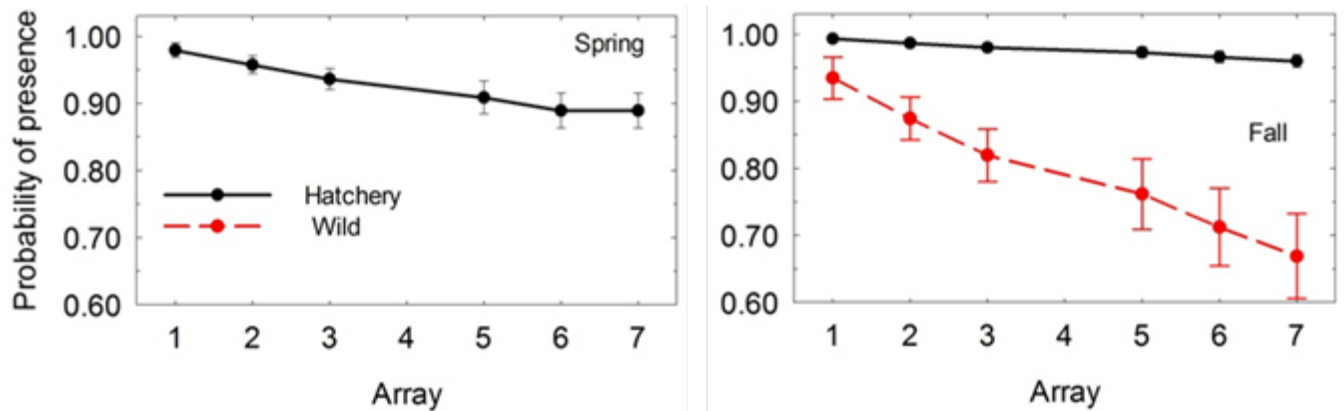 Probability of presence
1.00
0.90
0.80
0.70
0.60
Spring
Hatchery
Wild
1 2 3 4 5 6 7
Array
1.00
0.90
0.80
0.70
0.60
Fall
1 2 3 4 5 6 7
Array